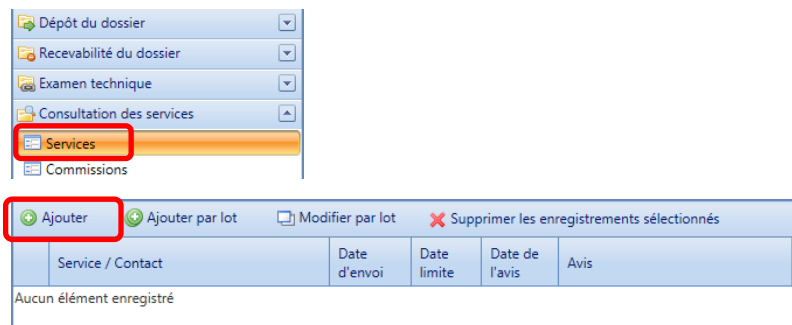 Dépôt du dossier
Recevabilité du dossier
Examen technique
Consultation des services
Services
Commissions
Ajouter Ajouter par lot Modifier par lot Supprimer les enregistrements sélectionnés
Service / Contact Date d'envoi Date limite Date de l'avis Avis
Aucun élément enregistré